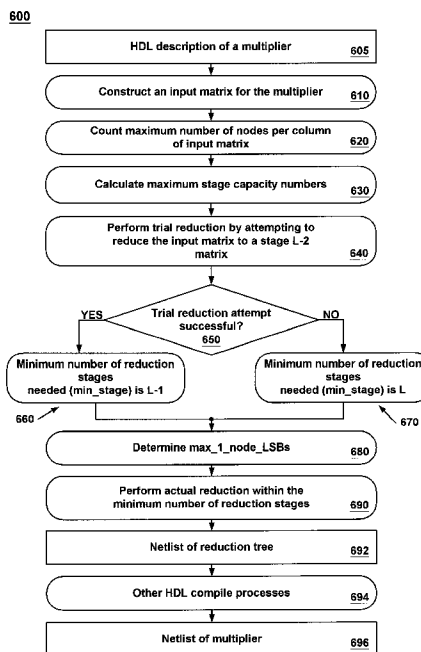 600
HDL description of a multiplier
605
Construct an input matrix for the multiplier
610
Count maximum number of nodes per column
of input matrix
620
Calculate maximum stage capacity numbers
630
Perform trial reduction by attempting to
reduce the input matrix to a stage L-2
matrix
640
YES
Trial reduction attempt
successful?
650
NO
Minimum number of reduction
stages
needed (min_stage) is L-1
Minimum number of reduction
stages
needed (min_stage) is L
660
670
Determine max_1_node_LSBs
680
Perform actual reduction within the
minimum number of reduction stages
690
Netlist of reduction tree
692
Other HDL compile processes
694
Netlist of multiplier
696